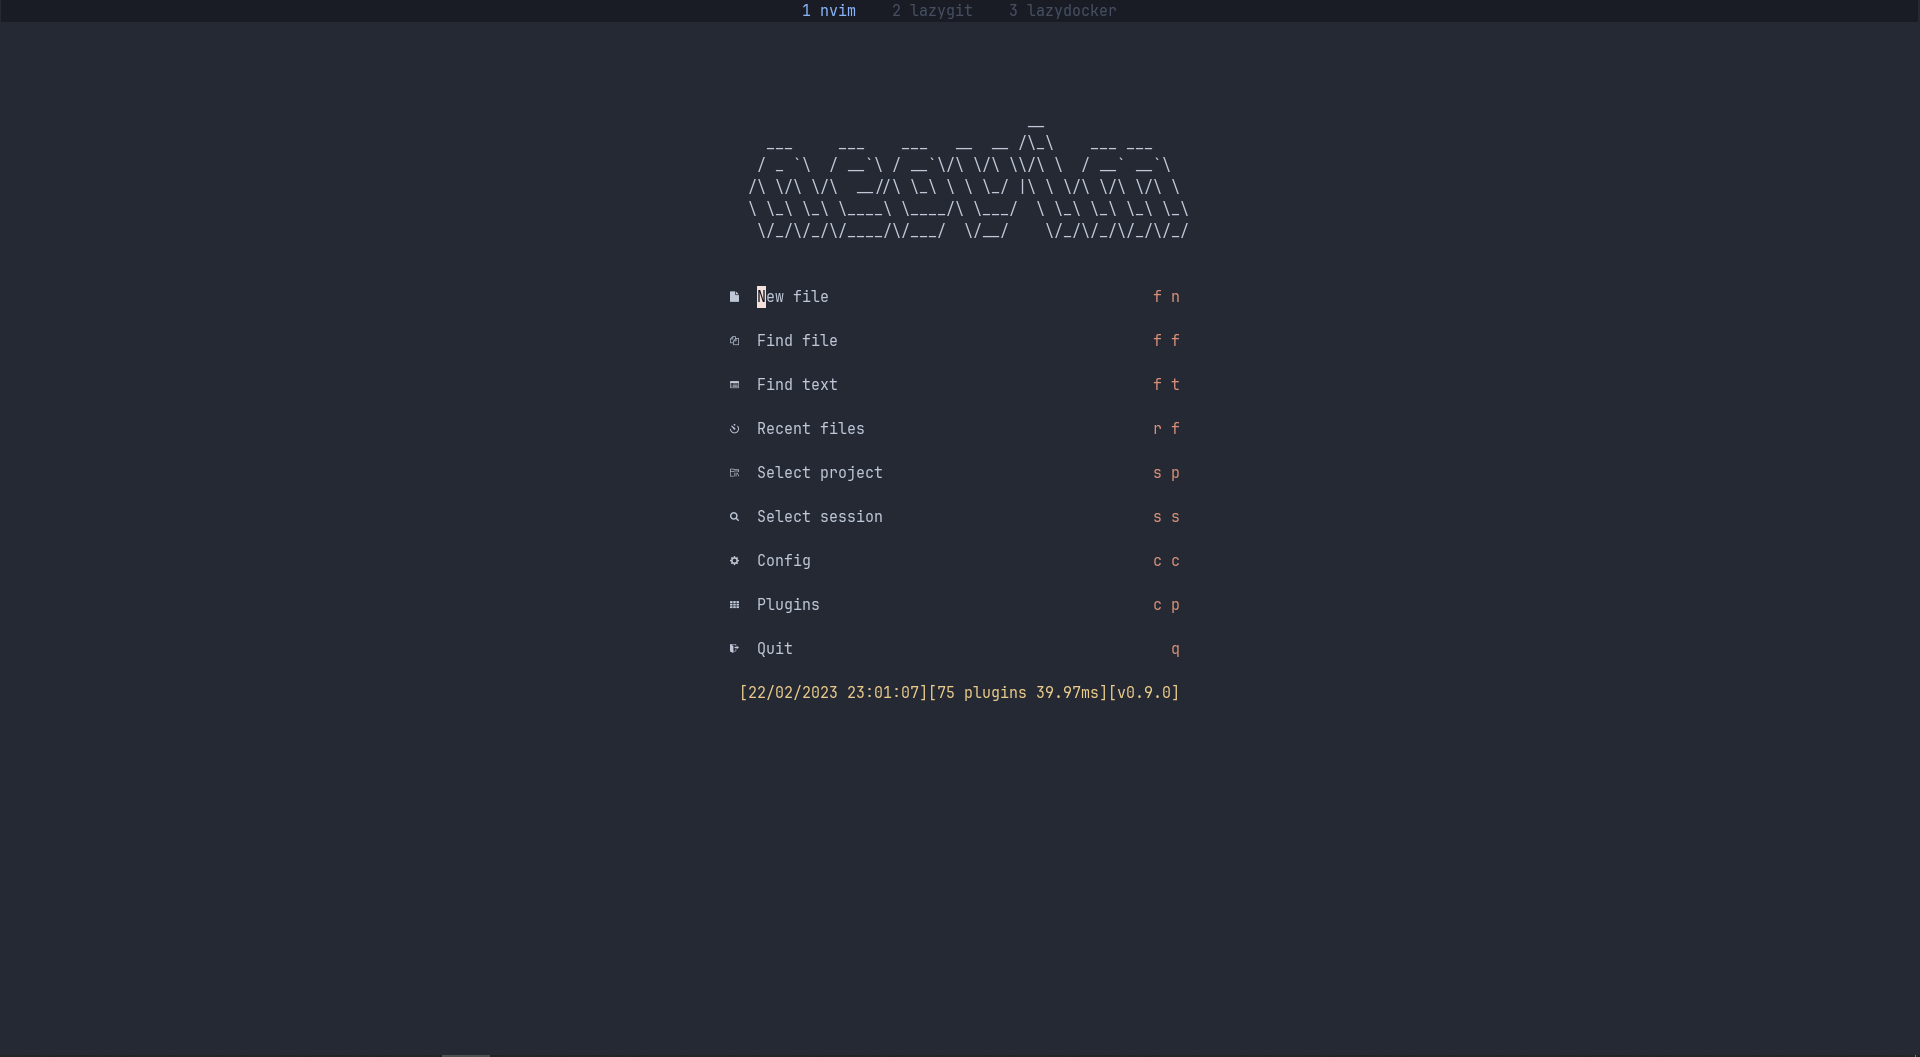 1 nvim 2 lazygit 3 lazydocker
neovim
New file f n
Find file f f
Find text f t
Recent files r f
Select project s p
Select session s s
Config c c
Plugins c p
Quit q
[22/02/2023 23:01:07][75 plugins 39.97ms][v0.9.0]